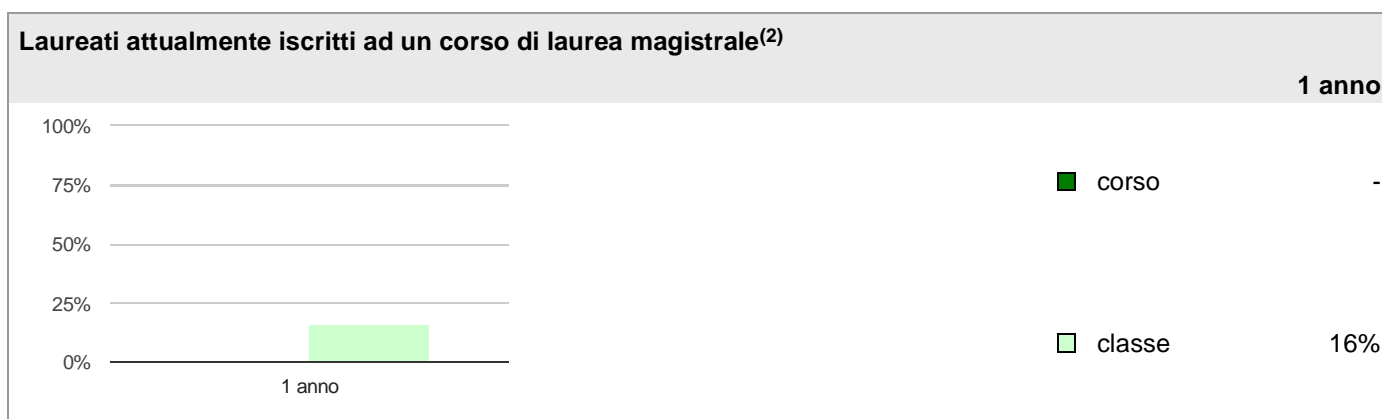 Laureati attualmente iscritti ad un corso di laurea magistrale(2)
1 anno
100%
75%
50%
25%
0%
1 anno
corso -
classe 16%